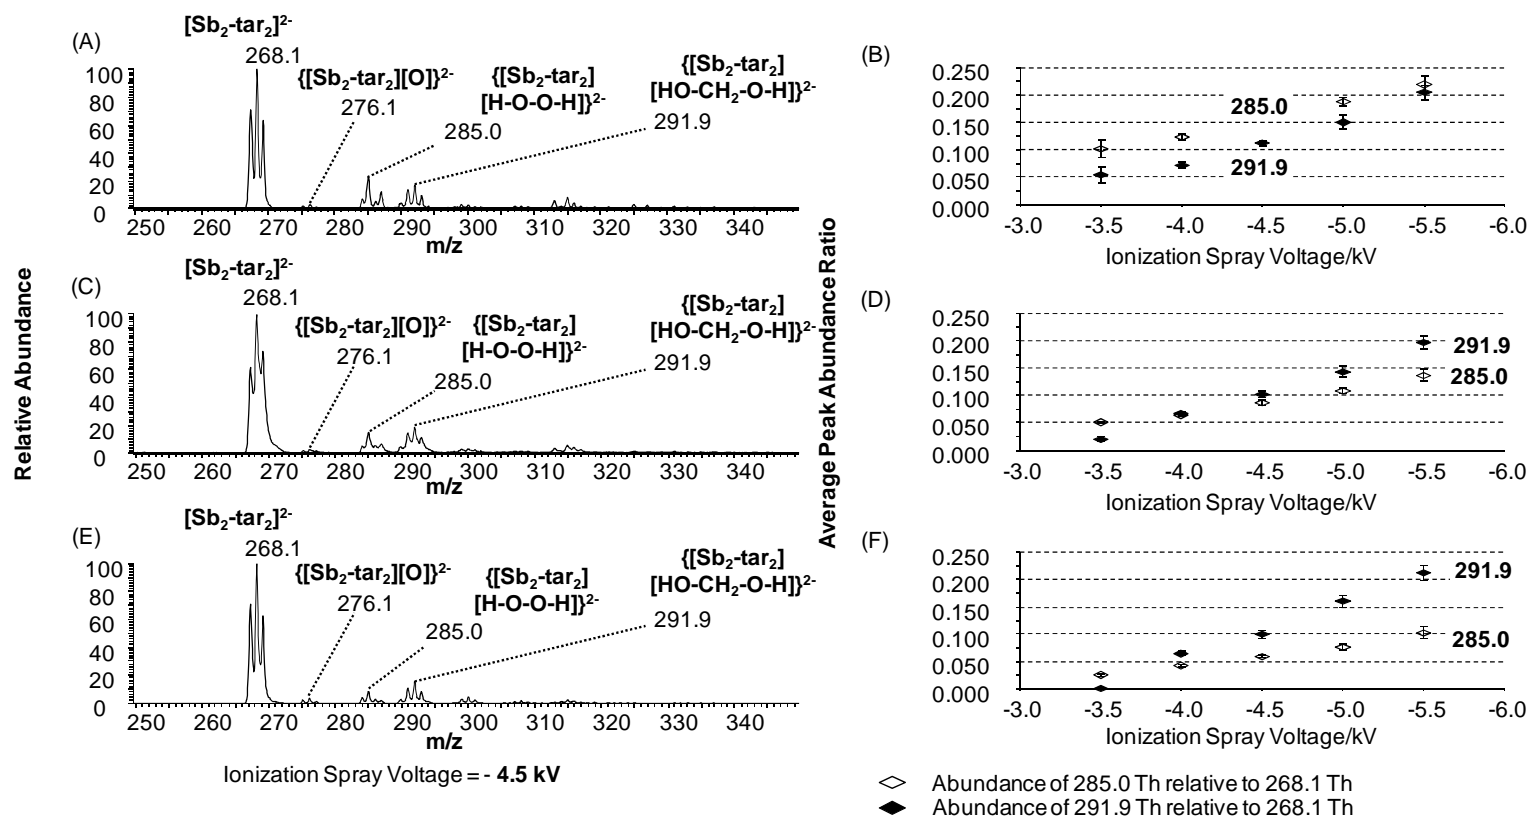 (A)
[Sb₂-tar₂]²⁻
268.1
{[Sb₂-tar₂][O]}²⁻
276.1
{[Sb₂-tar₂]
[H-O-O-H]}²⁻
285.0
{[Sb₂-tar₂]
[HO-CH₂-O-H]}²⁻
291.9
100
80
60
40
20
0
250 260 270 280 290 300 310 320 330 340
m/z
(B)
0.250
0.200
0.150
0.100
0.050
0.000
285.0
291.9
-3.0 -3.5 -4.0 -4.5 -5.0 -5.5 -6.0
Ionization Spray Voltage/kV
Relative Abundance
(C)
[Sb₂-tar₂]²⁻
268.1
{[Sb₂-tar₂][O]}²⁻
276.1
{[Sb₂-tar₂]
[H-O-O-H]}²⁻
285.0
{[Sb₂-tar₂]
[HO-CH₂-O-H]}²⁻
291.9
100
80
60
40
20
0
250 260 270 280 290 300 310 320 330 340
m/z
Average Peak Abundance Ratio
(D)
0.250
0.200
0.150
0.100
0.050
0.000
291.9
285.0
-3.0 -3.5 -4.0 -4.5 -5.0 -5.5 -6.0
Ionization Spray Voltage/kV
(E)
[Sb₂-tar₂]²⁻
268.1
{[Sb₂-tar₂][O]}²⁻
276.1
{[Sb₂-tar₂]
[H-O-O-H]}²⁻
285.0
{[Sb₂-tar₂]
[HO-CH₂-O-H]}²⁻
291.9
100
80
60
40
20
0
250 260 270 280 290 300 310 320 330 340
m/z
Ionization Spray Voltage = - 4.5 kV
(F)
0.250
0.200
0.150
0.100
0.050
0.000
291.9
285.0
-3.0 -3.5 -4.0 -4.5 -5.0 -5.5 -6.0
Ionization Spray Voltage/kV
Abundance of 285.0 Th relative to 268.1 Th
Abundance of 291.9 Th relative to 268.1 Th